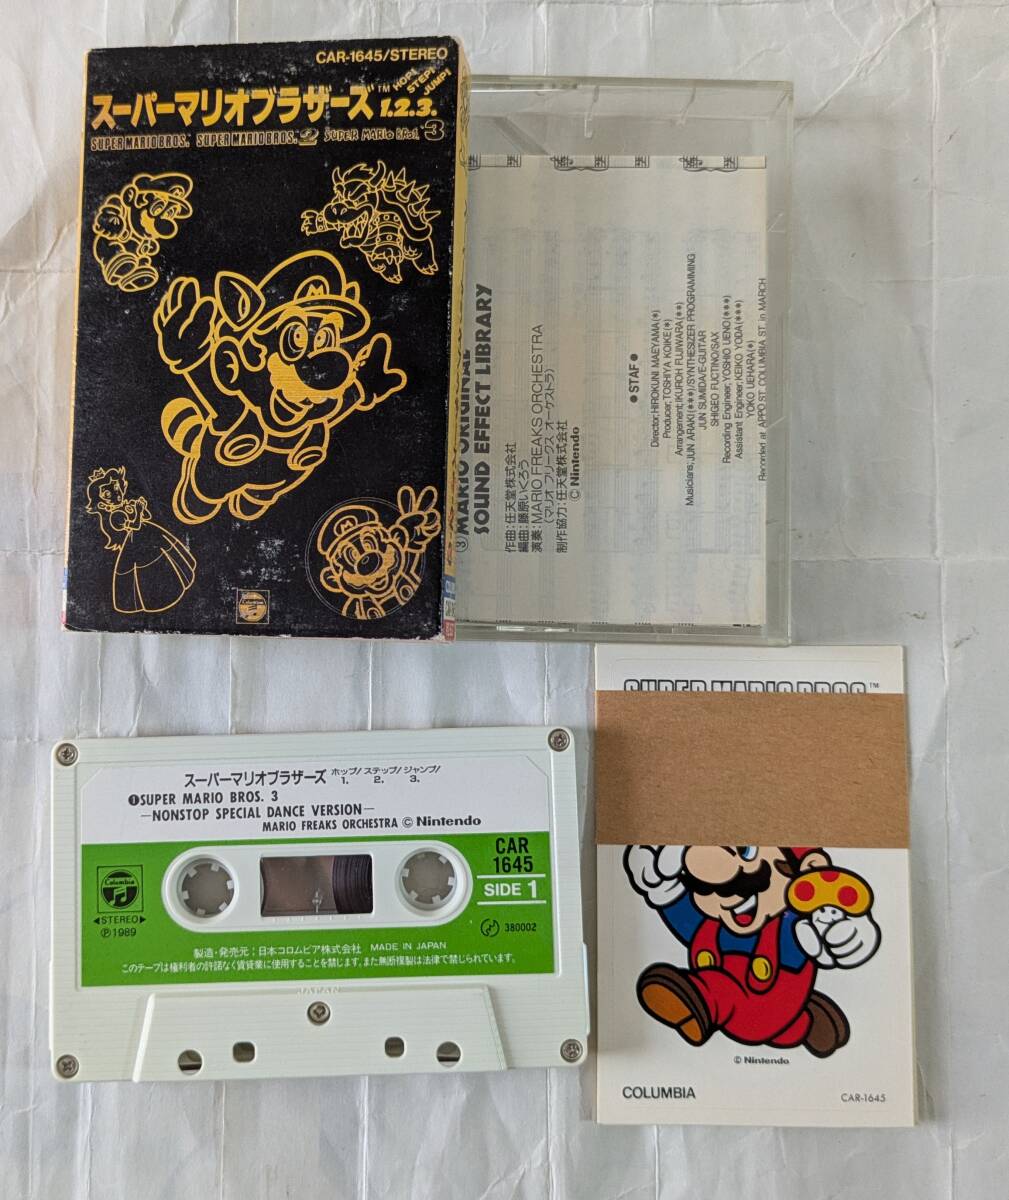 CAR-1645/STEREO
スーパーマリオブラザーズ™ 1.2.3.
HOP! STEP! JUMP!
SUPER MARIO BROS. SUPER MARIO BROS. 2 SUPER MARIO BROS. 3
M
M
Columbia
③MARIO ORIGINAL
SOUND EFFECT LIBRARY
作曲:任天堂株式会社
編曲:藤原いくろう
演奏:MARIO FREAKS ORCHESTRA
(マリオ フリークス オーケストラ)
制作協力:任天堂株式会社
© Nintendo
●STAF●
Director;HIROKUNI MAEYAMA(*)
Producer;TOSHIYA KOIKE(*)
Arrangement;IKUROH FUJIWARA(**)
Musicians;JUN ARAKI(***)/SYNTHESIZER PROGRAMMING
JUN SUMIDA/E-GUITAR
SHIGEO FUCTINO/SAX
Recording Engineer;YOSHIO UENO(***)
Assistant Engineer;KEIKO YODA(***)
YOKO UEHARA(*)
Recorded at APPO ST. COLUMBIA ST. in MARCH
スーパーマリオブラザーズ ホップ!1. ステップ!2. ジャンプ!3.
❶SUPER MARIO BROS. 3
—NONSTOP SPECIAL DANCE VERSION—
MARIO FREAKS ORCHESTRA © Nintendo
CAR
1645
SIDE 1
Columbia
◀STEREO▶
Ⓟ1989
380002
製造・発売元:日本コロムビア株式会社 MADE IN JAPAN
このテープは権利者の許諾なく賃貸業に使用することを禁じます。また無断複製は法律で禁じられています。
JAPAN
SUPER MARIO BROS.™
© Nintendo
COLUMBIA
CAR-1645